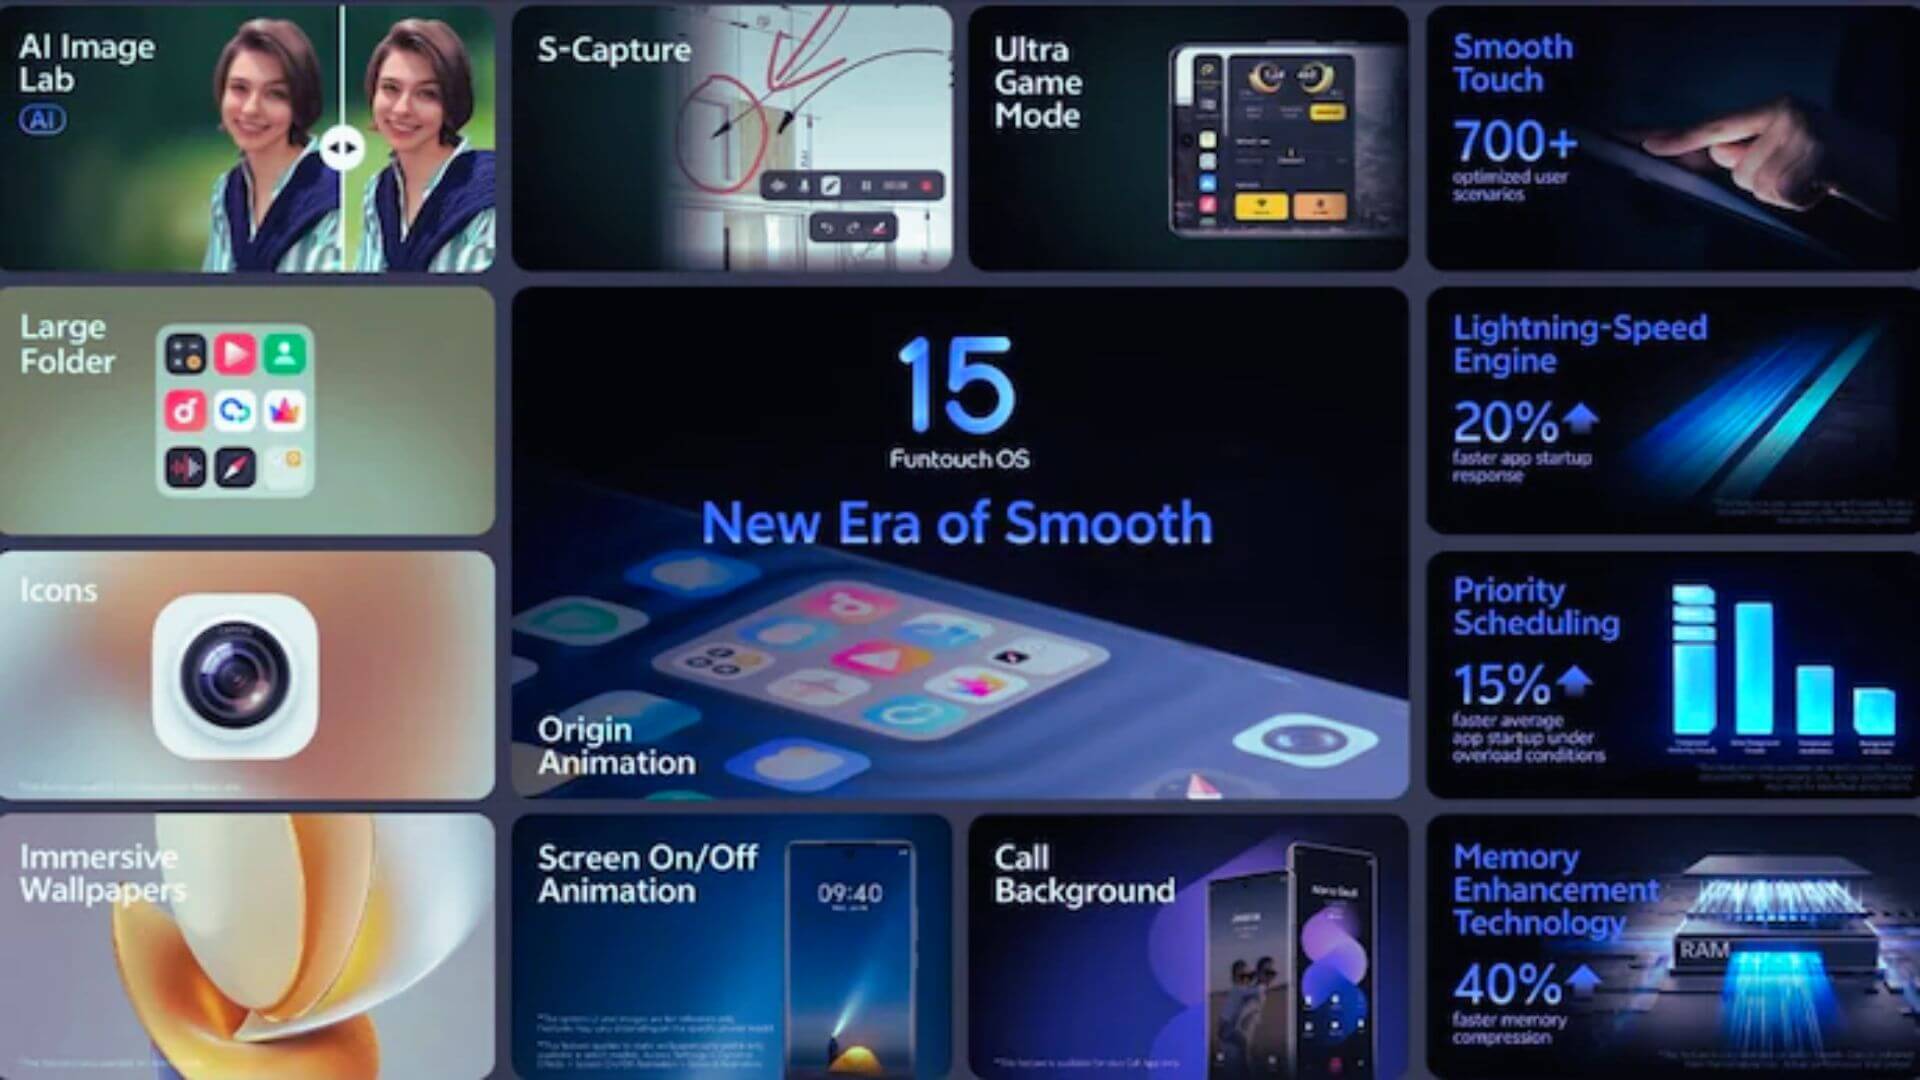 AI Image
Lab
AI
S-Capture
Ultra
Game
Mode
Smooth
Touch
700+
optimized user
scenarios
Large
Folder
15
Funtouch OS
New Era of Smooth
Origin
Animation
Lightning-Speed
Engine
20%
faster app startup
response
Icons
Priority
Scheduling
15%
faster average
app startup under
overload conditions
Immersive
Wallpapers
Screen On/Off
Animation
09:40
Call
Background
Memory
Enhancement
Technology
RAM
40%
faster memory
compression